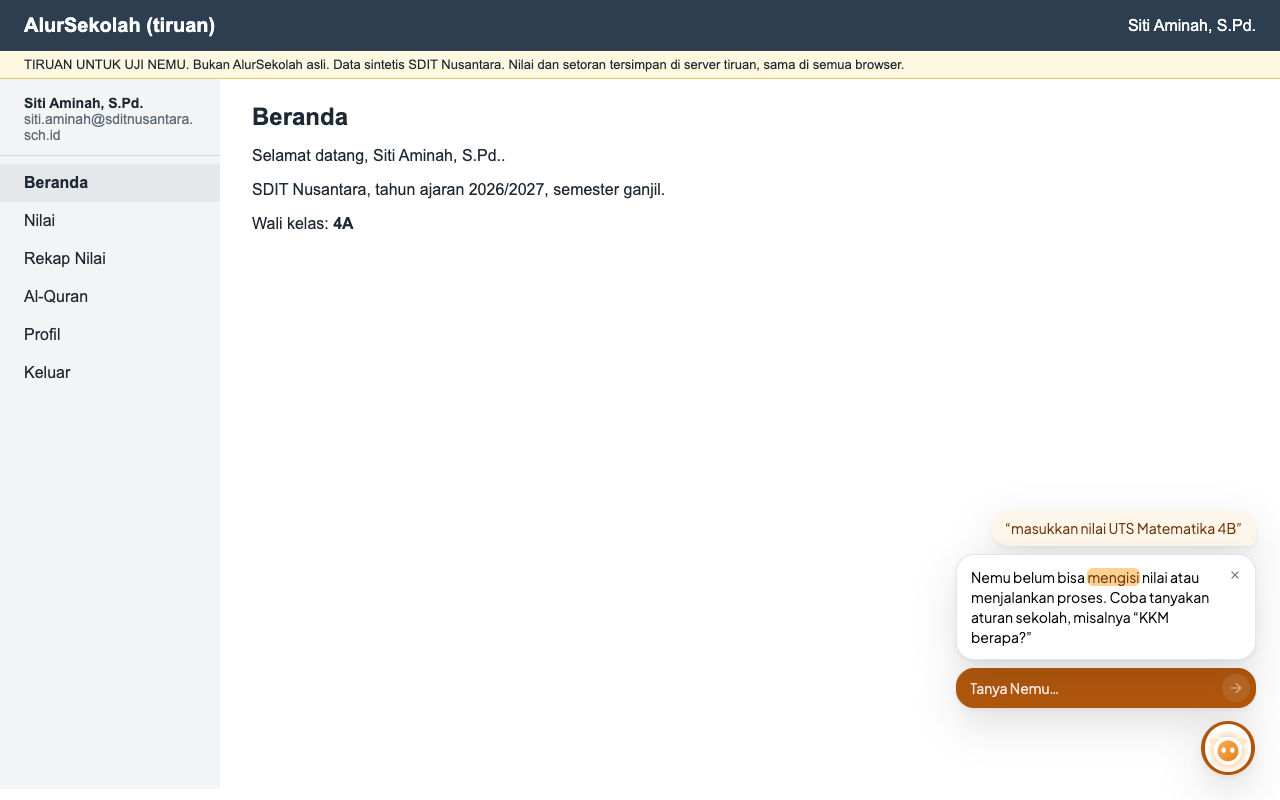 AlurSekolah (tiruan)
Siti Aminah, S.Pd.
TIRUAN UNTUK UJI NEMU. Bukan AlurSekolah asli. Data sintetis SDIT Nusantara. Nilai dan setoran tersimpan di server tiruan, sama di semua browser.
Siti Aminah, S.Pd.
siti.aminah@sditnusantara.
sch.id
Beranda
Nilai
Rekap Nilai
Al-Quran
Profil
Keluar
Beranda
Selamat datang, Siti Aminah, S.Pd..
SDIT Nusantara, tahun ajaran 2026/2027, semester ganjil.
Wali kelas: 4A
“masukkan nilai UTS Matematika 4B”
Nemu belum bisa mengisi nilai atau
menjalankan proses. Coba tanyakan
aturan sekolah, misalnya “KKM
berapa?”
Tanya Nemu…